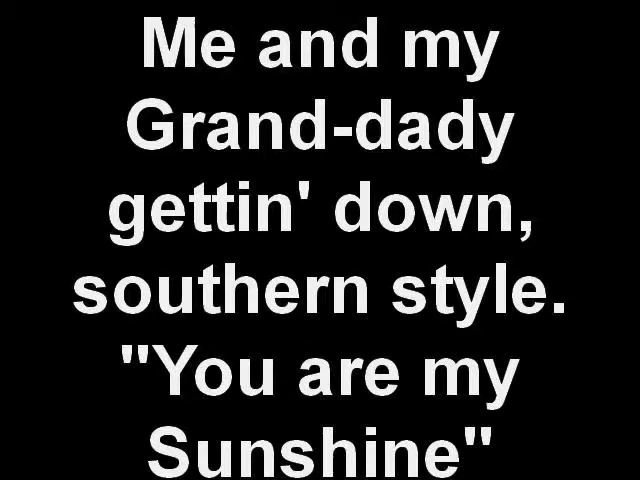 Me and my
Grand-dady
gettin' down,
southern style.
"You are my
Sunshine"